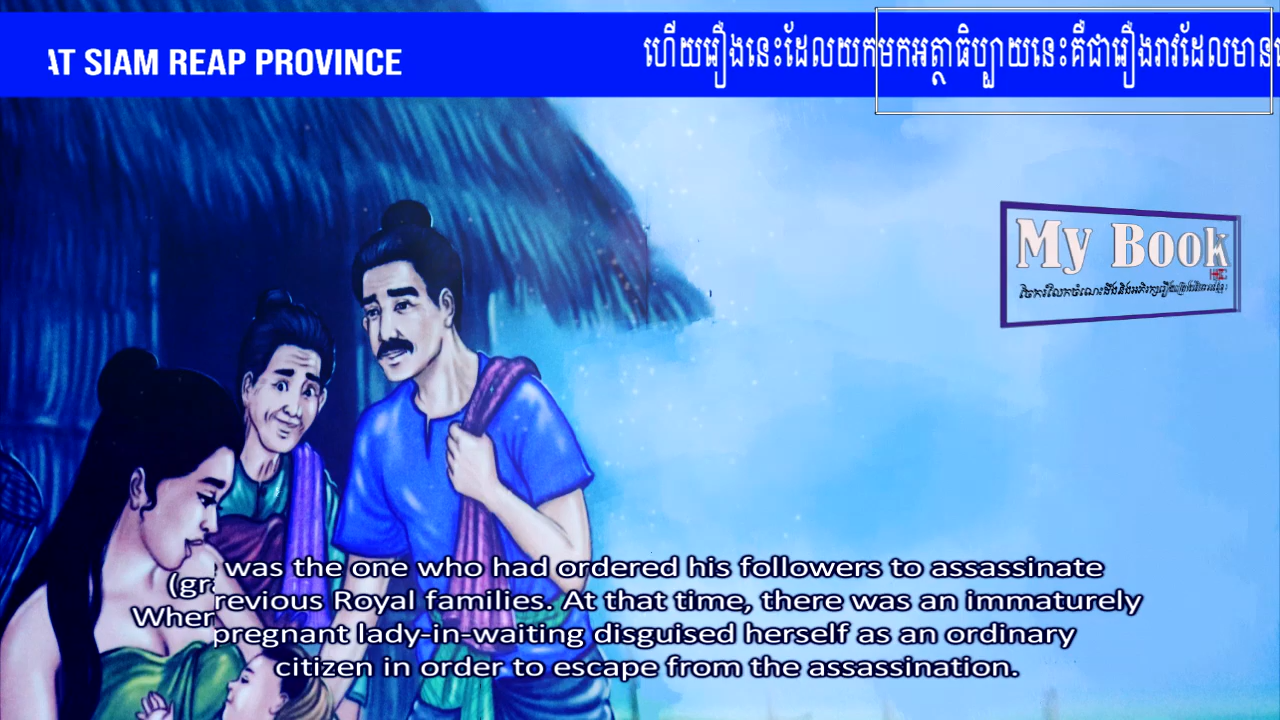 AT SIAM REAP PROVINCE
ហើយរឿងនេះដែលយកមកអត្ថាធិប្បាយនេះគឺជារឿងរាវដែលមាន
My Book
was the one who had ordered his followers to assassinate
revious Royal families. At that time, there was an immaturely
pregnant lady-in-waiting disguised herself as an ordinary
citizen in order to escape from the assassination.